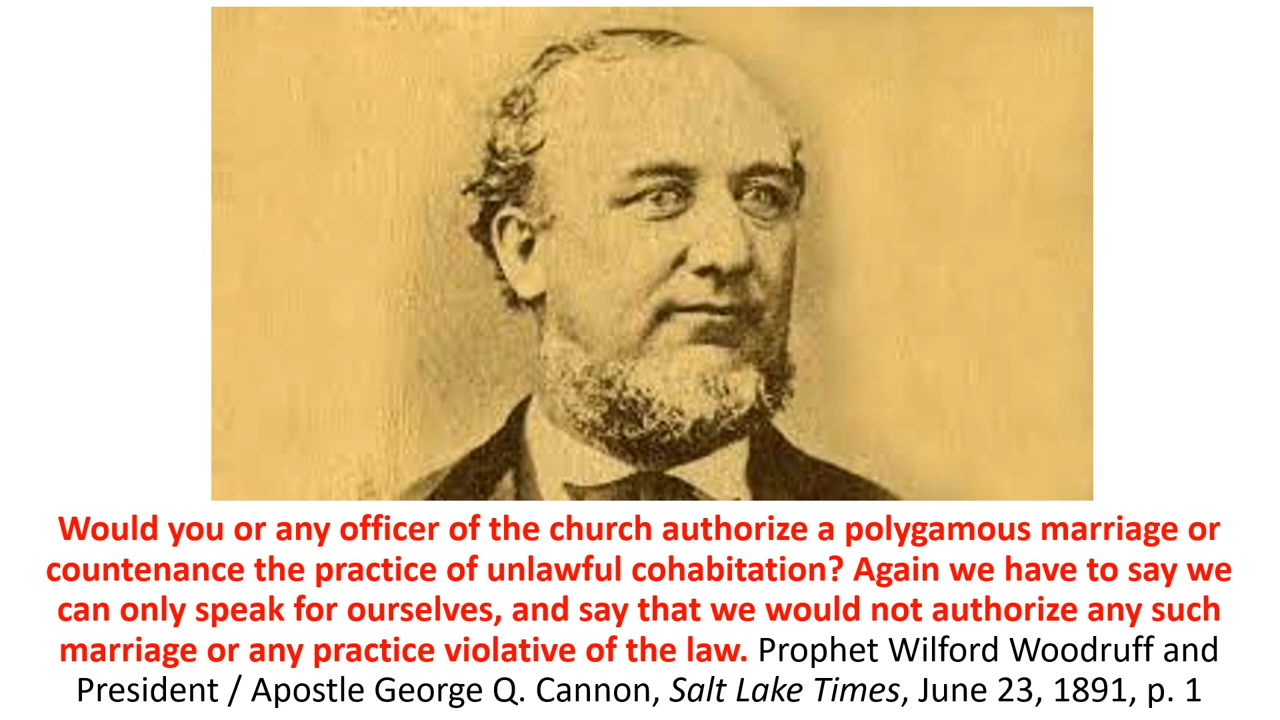 Would you or any officer of the church authorize a polygamous marriage or
countenance the practice of unlawful cohabitation? Again we have to say we
can only speak for ourselves, and say that we would not authorize any such
marriage or any practice violative of the law. Prophet Wilford Woodruff and
President / Apostle George Q. Cannon, Salt Lake Times, June 23, 1891, p. 1